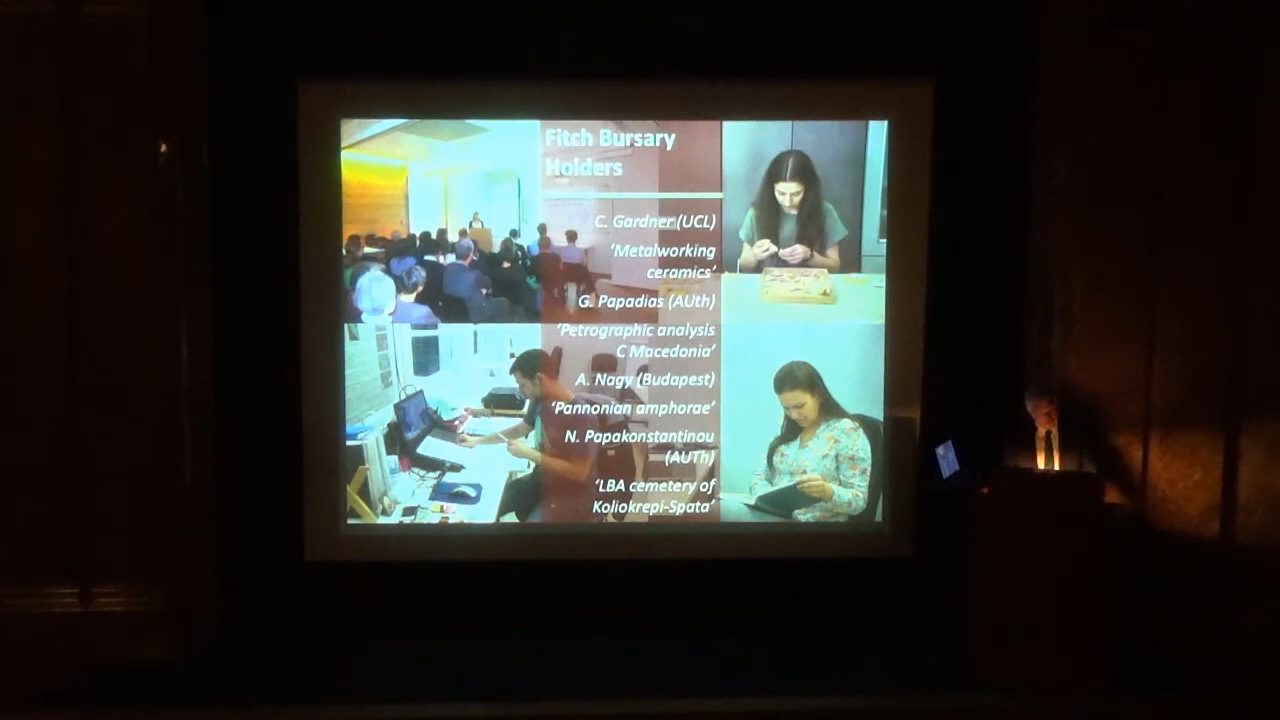 Fitch Bursary
Holders
C. Gardner (UCL)
‘Metalworking
ceramics’
G. Papadias (AUth)
‘Petrographic analysis
C Macedonia’
A. Nagy (Budapest)
‘Pannonian amphorae’
N. Papakonstantinou
(AUTh)
‘LBA cemetery of
Koliokrepi-Spata’